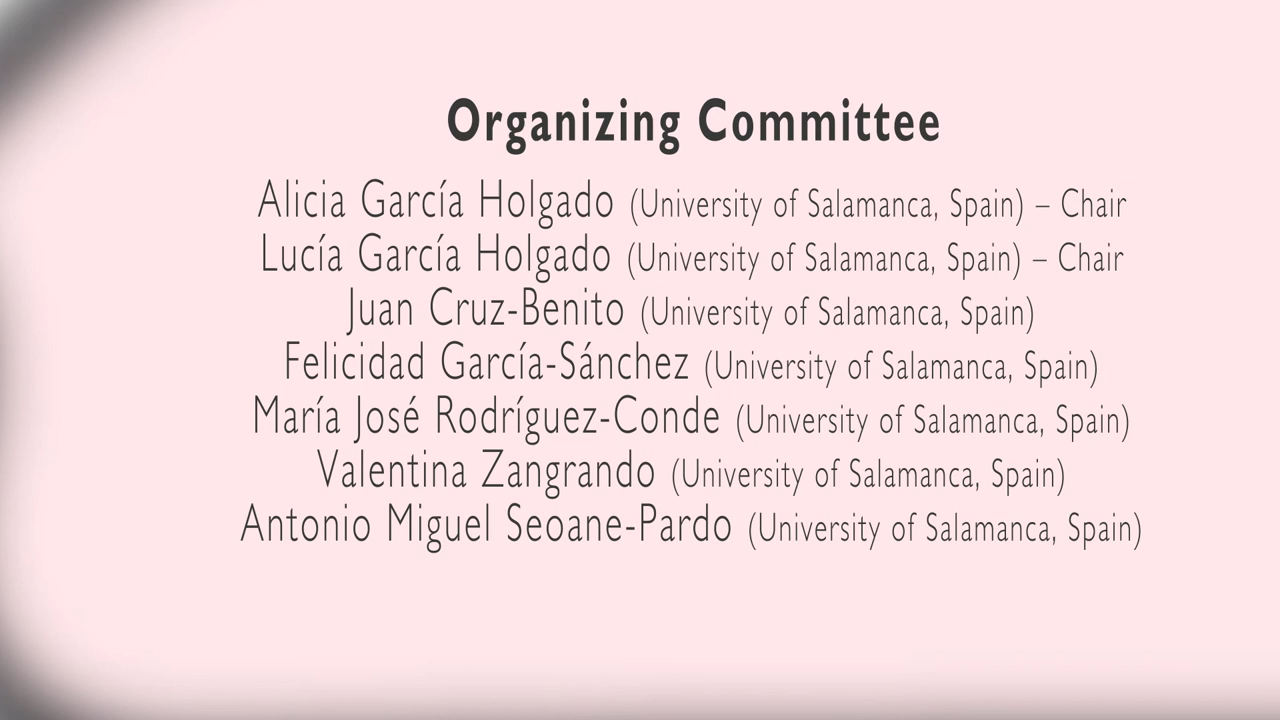 Organizing Committee
Alicia García Holgado (University of Salamanca, Spain) – Chair
Lucía García Holgado (University of Salamanca, Spain) – Chair
Juan Cruz-Benito (University of Salamanca, Spain)
Felicidad García-Sánchez (University of Salamanca, Spain)
María José Rodríguez-Conde (University of Salamanca, Spain)
Valentina Zangrando (University of Salamanca, Spain)
Antonio Miguel Seoane-Pardo (University of Salamanca, Spain)